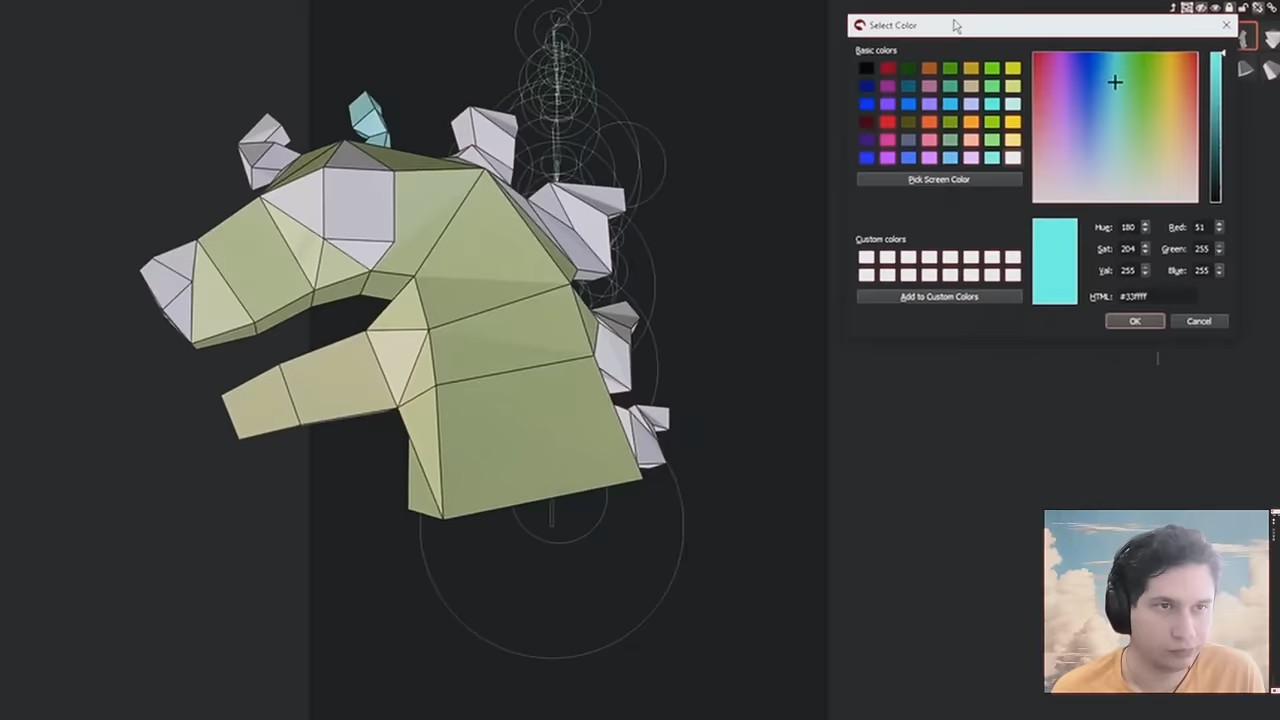 Select Color
Basic colors
Pick Screen Color
Custom colors
Add to Custom Colors
Hue: 180 Red: 51
Sat: 204 Green: 255
Val: 255 Blue: 255
HTML: #33ffff
OK Cancel